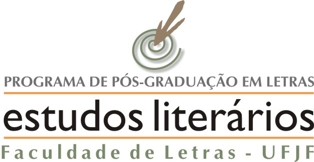 PROGRAMA DE PÓS-GRADUAÇÃO EM LETRAS
estudos literários
Faculdade de Letras - UFJF